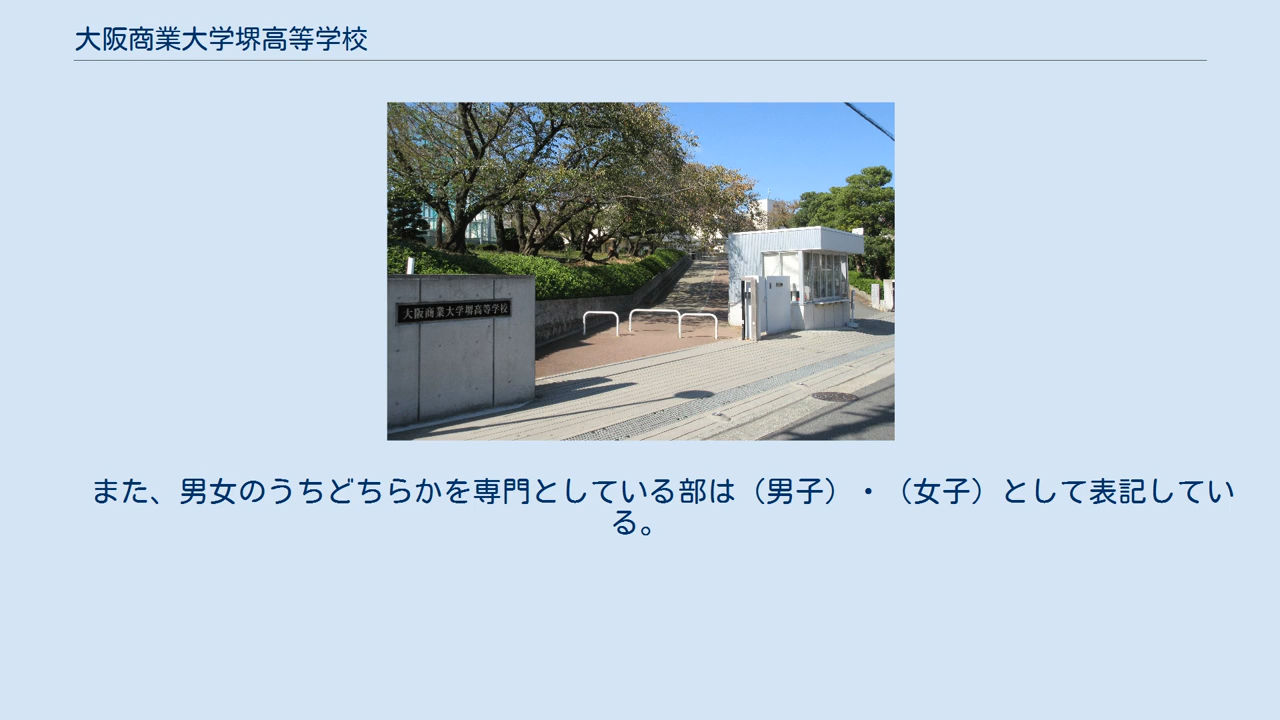 大阪商業大学堺高等学校
大阪商業大学堺高等学校
また、男女のうちどちらかを専門としている部は（男子）・（女子）として表記してい
る。